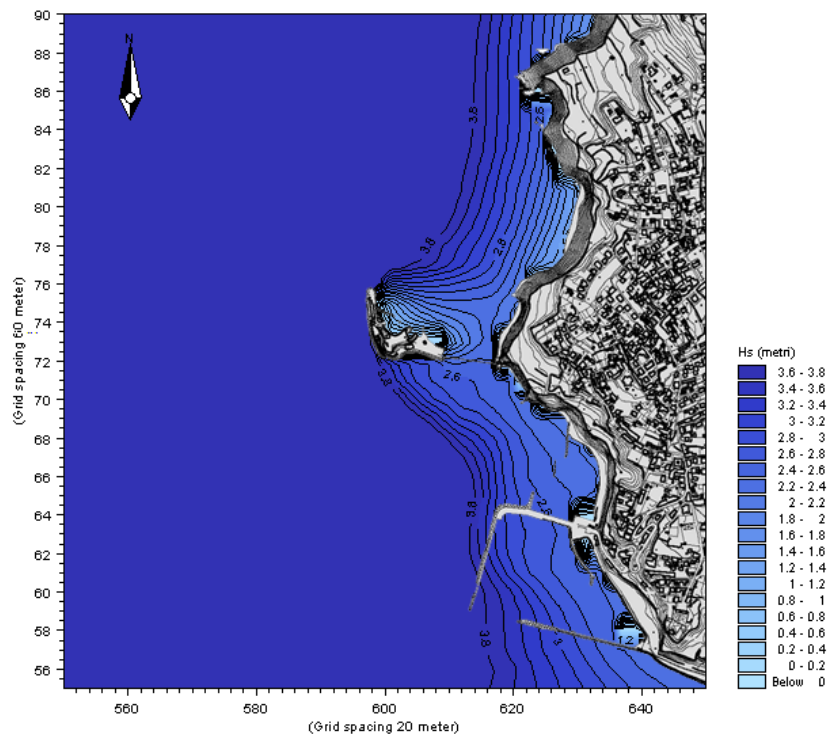 90
88
86
84
82
80
78
76
74
72
70
68
66
64
62
60
58
56
(Grid spacing 60 meter)
N
3.8
2.6
3.8
2.8
3.8
2.6
3.8
3.8
3
1.2
560
580
600
620
640
(Grid spacing 20 meter)
Hs (metri)
3.6 - 3.8
3.4 - 3.6
3.2 - 3.4
3 - 3.2
2.8 - 3
2.6 - 2.8
2.4 - 2.6
2.2 - 2.4
2 - 2.2
1.8 - 2
1.6 - 1.8
1.4 - 1.6
1.2 - 1.4
1 - 1.2
0.8 - 1
0.6 - 0.8
0.4 - 0.6
0.2 - 0.4
0 - 0.2
Below 0